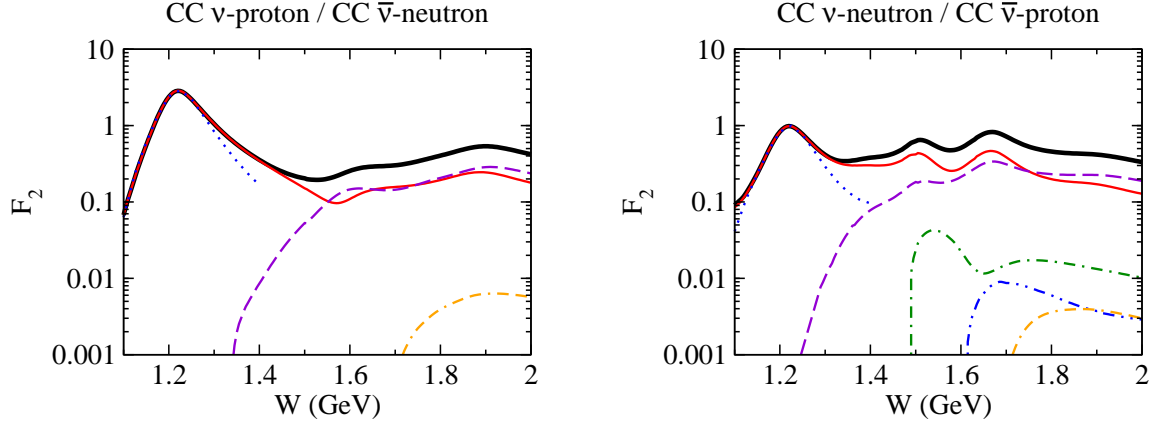 CC ν-proton / CC ν̅-neutron
F2
10
1
0.1
0.01
0.001
1.2 1.4 1.6 1.8 2
W (GeV)
CC ν-neutron / CC ν̅-proton
F2
10
1
0.1
0.01
0.001
1.2 1.4 1.6 1.8 2
W (GeV)